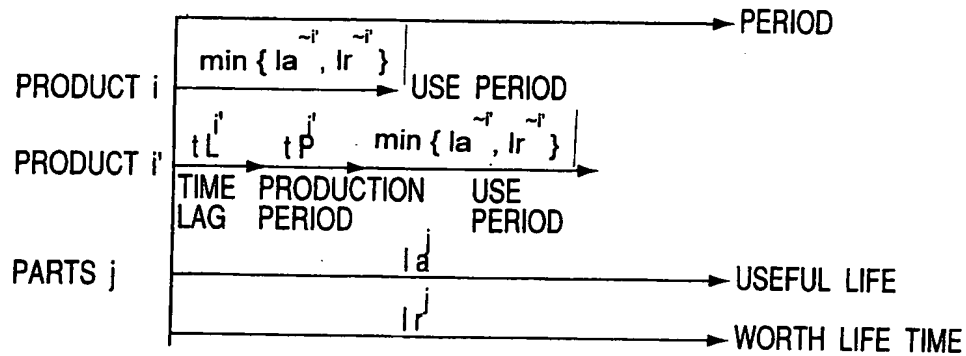 PERIOD
min { la^~i', lr^~i' }
PRODUCT i USE PERIOD
tL^i' tP^i' min { la^~i', lr^~i' }
PRODUCT i'
TIME LAG PRODUCTION PERIOD USE PERIOD
la^j
PARTS j USEFUL LIFE
lr^j
WORTH LIFE TIME